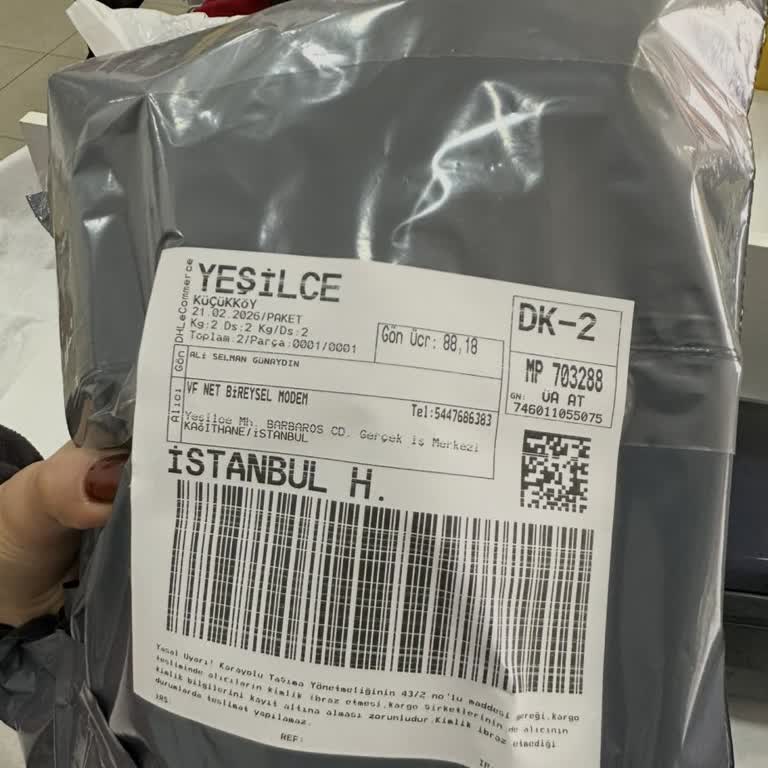 DHLeCommerce
YEŞİLCE
KÜÇÜKKÖY
21.02.2026/PAKET
Kg:2 Ds:2 Kg/Ds:2
Toplam:2/Parça:0001/0001
Gön Ücr: 88,18
DK-2
MP 703288
GN: ÜA AT
746011055075
Gön
ALİ SELMAN GÜNAYDIN
Alıcı
VF NET BİREYSEL MODEM
Tel:5447686383
Yeşilce Mh. BARBAROS CD. Gerçek İş Merkezi
KAĞITHANE/İSTANBUL
İSTANBUL H.
Yasal Uyarı! Karayolu Taşıma Yönetmeliğinin 43/2 no'lu maddesi gereği,kargo
tesliminde alıcıların kimlik ibraz etmesi,kargo şirketlerinin de alıcının
kimlik bilgilerini kayıt altına alması zorunludur.Kimlik ibraz etmediği
durumlarda teslimat yapılamaz.
IRS:
REF: